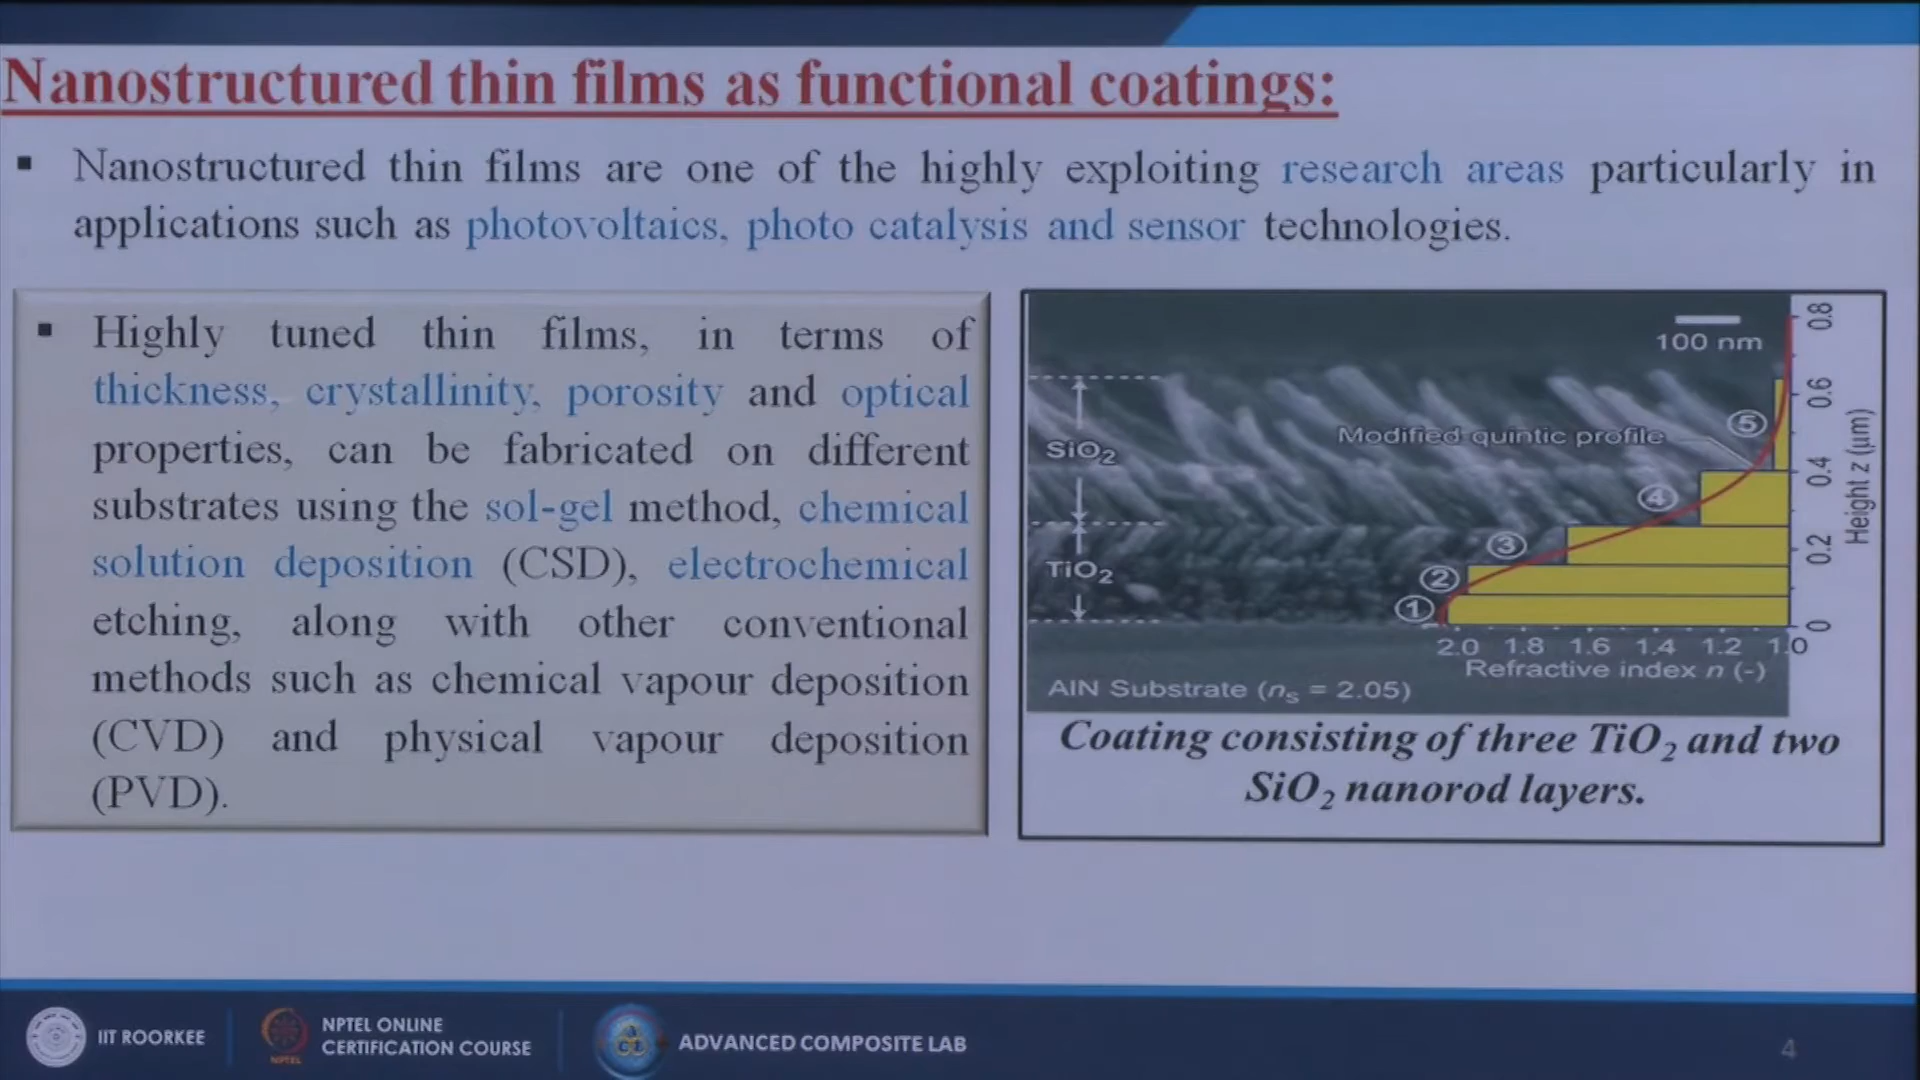 Nanostructured thin films as functional coatings:
▪ Nanostructured thin films are one of the highly exploiting research areas particularly in
applications such as photovoltaics, photo catalysis and sensor technologies.
▪ Highly tuned thin films, in terms of
thickness, crystallinity, porosity and optical
properties, can be fabricated on different
substrates using the sol-gel method, chemical
solution deposition (CSD), electrochemical
etching, along with other conventional
methods such as chemical vapour deposition
(CVD) and physical vapour deposition
(PVD).
100 nm
SiO₂
TiO₂
Modified-quintic profile
5
4
3
2
1
0.8
0.6
0.4
0.2
0
Height z (μm)
2.0 1.8 1.6 1.4 1.2 1.0
Refractive index n (-)
AlN Substrate (nₛ = 2.05)
Coating consisting of three TiO₂ and two
SiO₂ nanorod layers.
IIT ROORKEE
NPTEL
NPTEL ONLINE
CERTIFICATION COURSE
ADVANCED COMPOSITE LAB
4